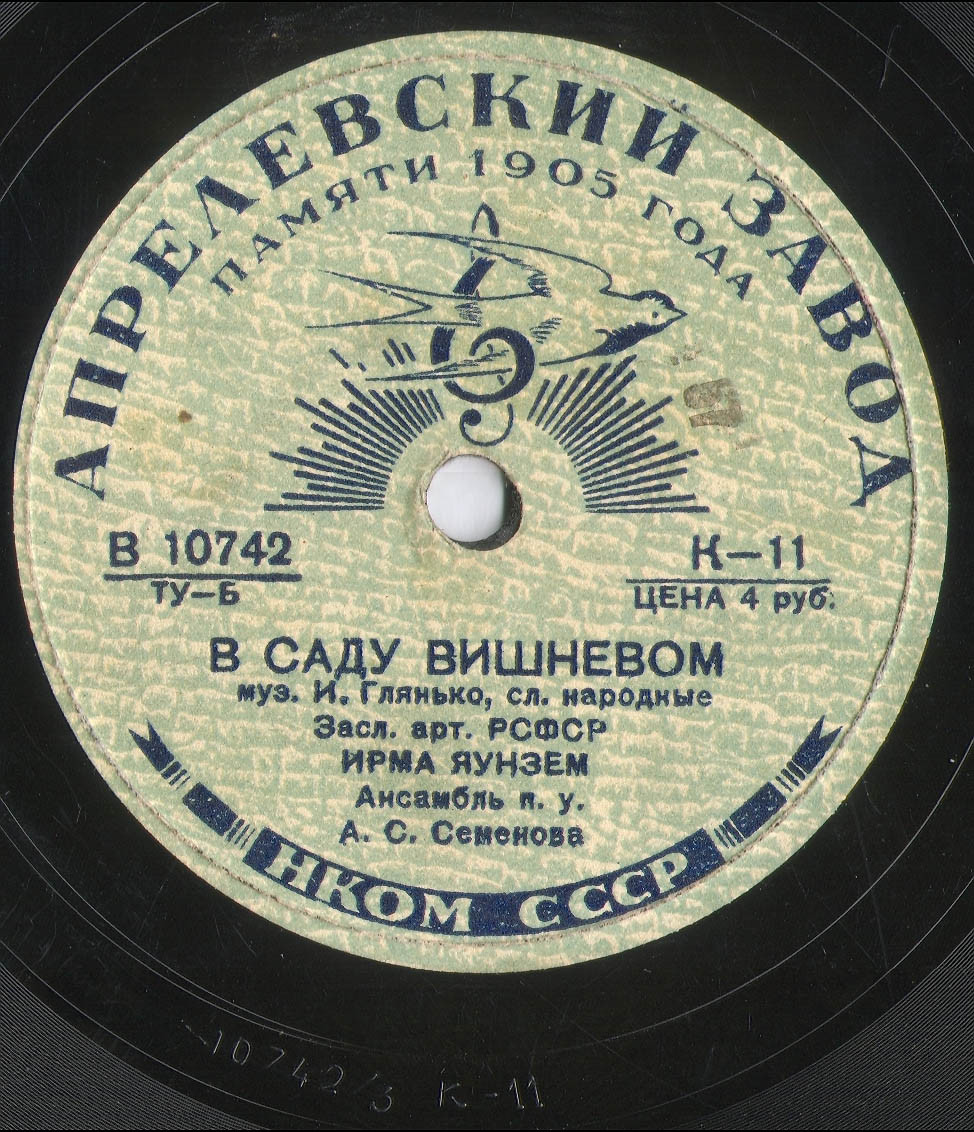 АПРЕЛЕВСКИЙ ЗАВОД
ПАМЯТИ 1905 ГОДА
В 10742
ТУ–Б
К–11
ЦЕНА 4 руб.
В САДУ ВИШНЕВОМ
муз. И. Глянько, сл. народные
Засл. арт. РСФСР
ИРМА ЯУНЗЕМ
Ансамбль п. у.
А. С. Семенова
НКОМ СССР
10742/3 К–11